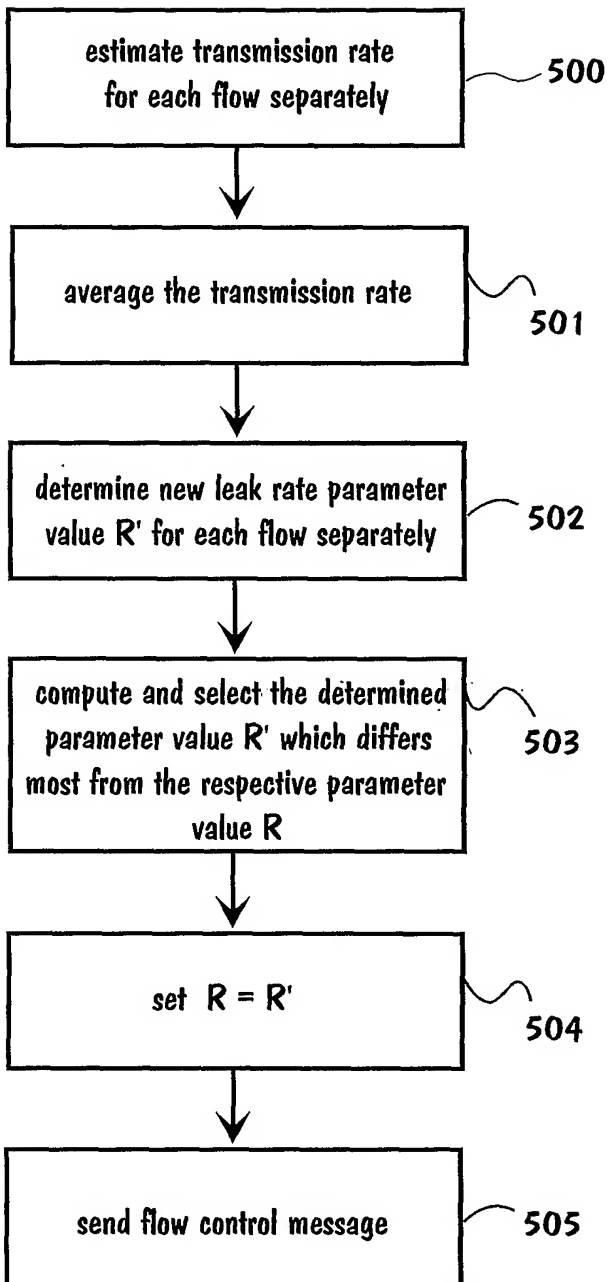 estimate transmission rate
for each flow separately
500
average the transmission rate
501
determine new leak rate parameter
value R' for each flow separately
502
compute and select the determined
parameter value R' which differs
most from the respective parameter
value R
503
set R = R'
504
send flow control message
505